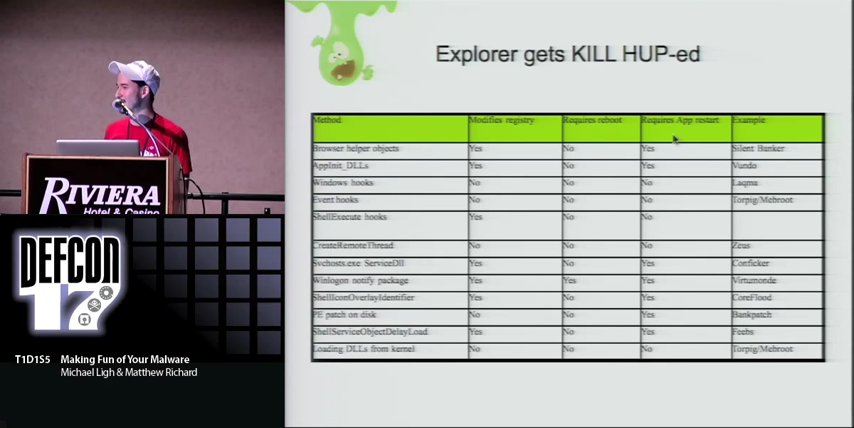 Explorer gets KILL HUP-ed
Method Modifies registry Requires reboot Requires App restart Example
Browser helper objects Yes No Yes Silent Banker
AppInit_DLLs Yes No Yes Vundo
Windows hooks No No No Laqma
Event hooks No No No Torpig/Mebroot
ShellExecute hooks Yes No No
CreateRemoteThread No No No Zeus
Svchosts.exe ServiceDll Yes No Yes Conficker
Winlogon notify package Yes Yes Yes Virtumonde
ShellIconOverlayIdentifier Yes No Yes CoreFlood
PE patch on disk No No Yes Bankpatch
ShellServiceObjectDelayLoad Yes No Yes Feebs
Loading DLLs from kernel No No No Torpig/Mebroot
RIVIERA
Hotel & Casino
DEFCON
17
T1D1S5 Making Fun of Your Malware
Michael Ligh & Matthew Richard